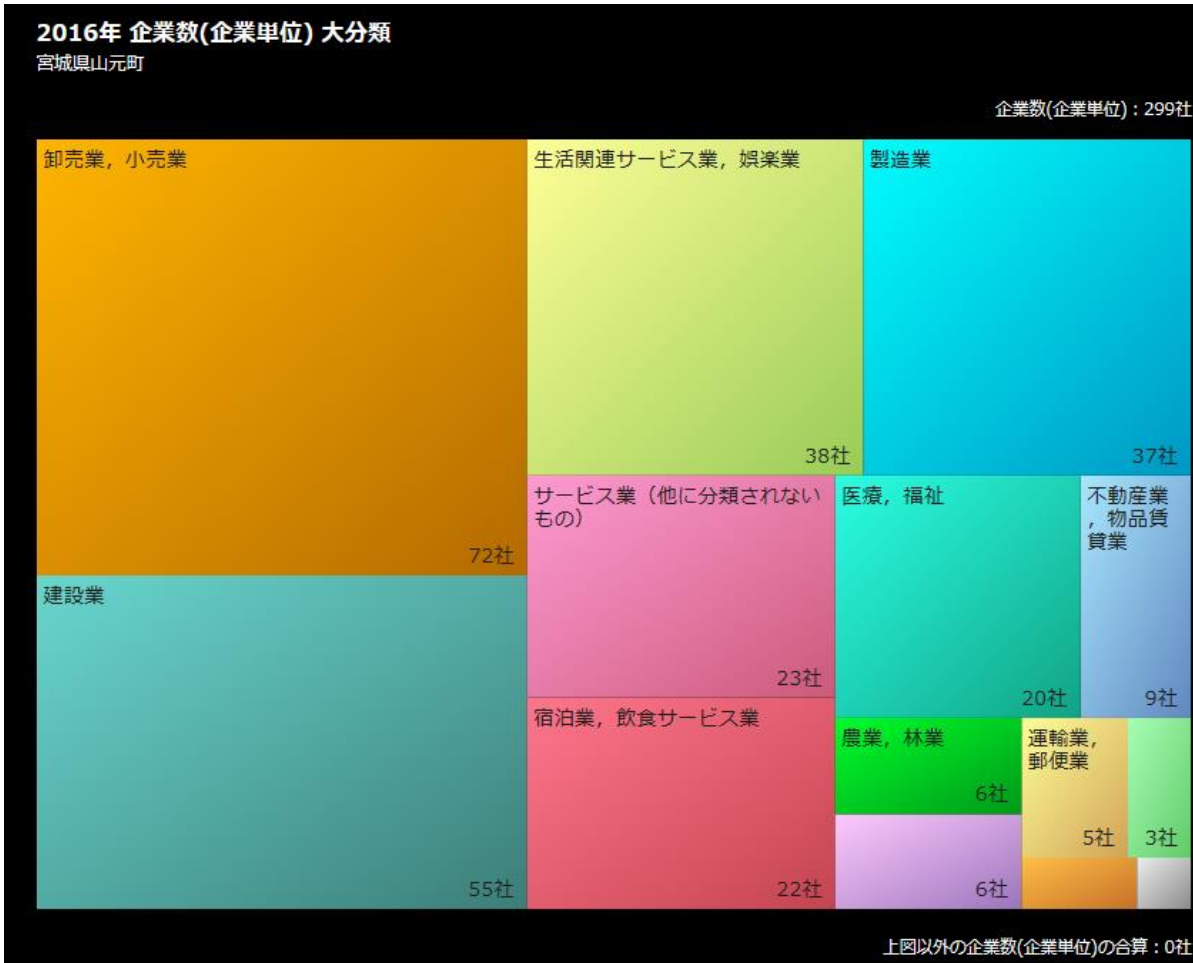 2016年 企業数(企業単位) 大分類
宮城県山元町
企業数(企業単位)：299社
卸売業，小売業
72社
建設業
55社
生活関連サービス業，娯楽業
38社
製造業
37社
サービス業（他に分類されない
もの）
23社
宿泊業，飲食サービス業
22社
医療，福祉
20社
不動産業
，物品賃
貸業
9社
農業，林業
6社
6社
運輸業，
郵便業
5社
3社
上図以外の企業数(企業単位)の合算：0社